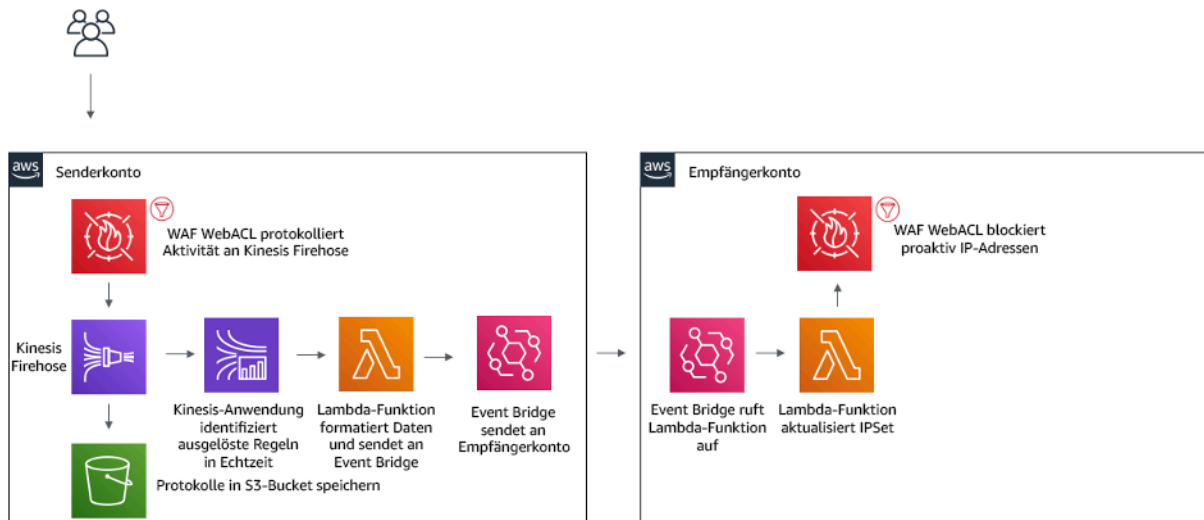 aws
Senderkonto
WAF WebACL protokolliert
Aktivität an Kinesis Firehose
Kinesis
Firehose
Kinesis-Anwendung
identifiziert
ausgelöste Regeln
in Echtzeit
Lambda-Funktion
formatiert Daten
und sendet an
Event Bridge
Event Bridge
sendet an
Empfängerkonto
Protokolle in S3-Bucket speichern
aws
Empfängerkonto
WAF WebACL blockiert
proaktiv IP-Adressen
Event Bridge ruft
Lambda-Funktion
auf
Lambda-Funktion
aktualisiert IPSet